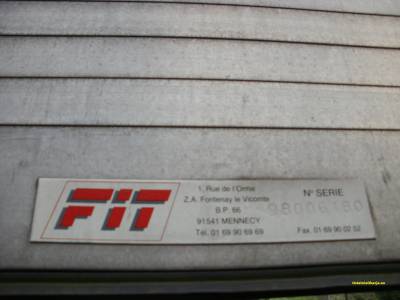 FiT
1, Rue de l'Orme
Z.A. Fontenay le Vicomte
B.P. 66
91541 MENNECY
Tél. 01 69 90 69 69
N° SERIE
Fax. 01 69 90 02 52